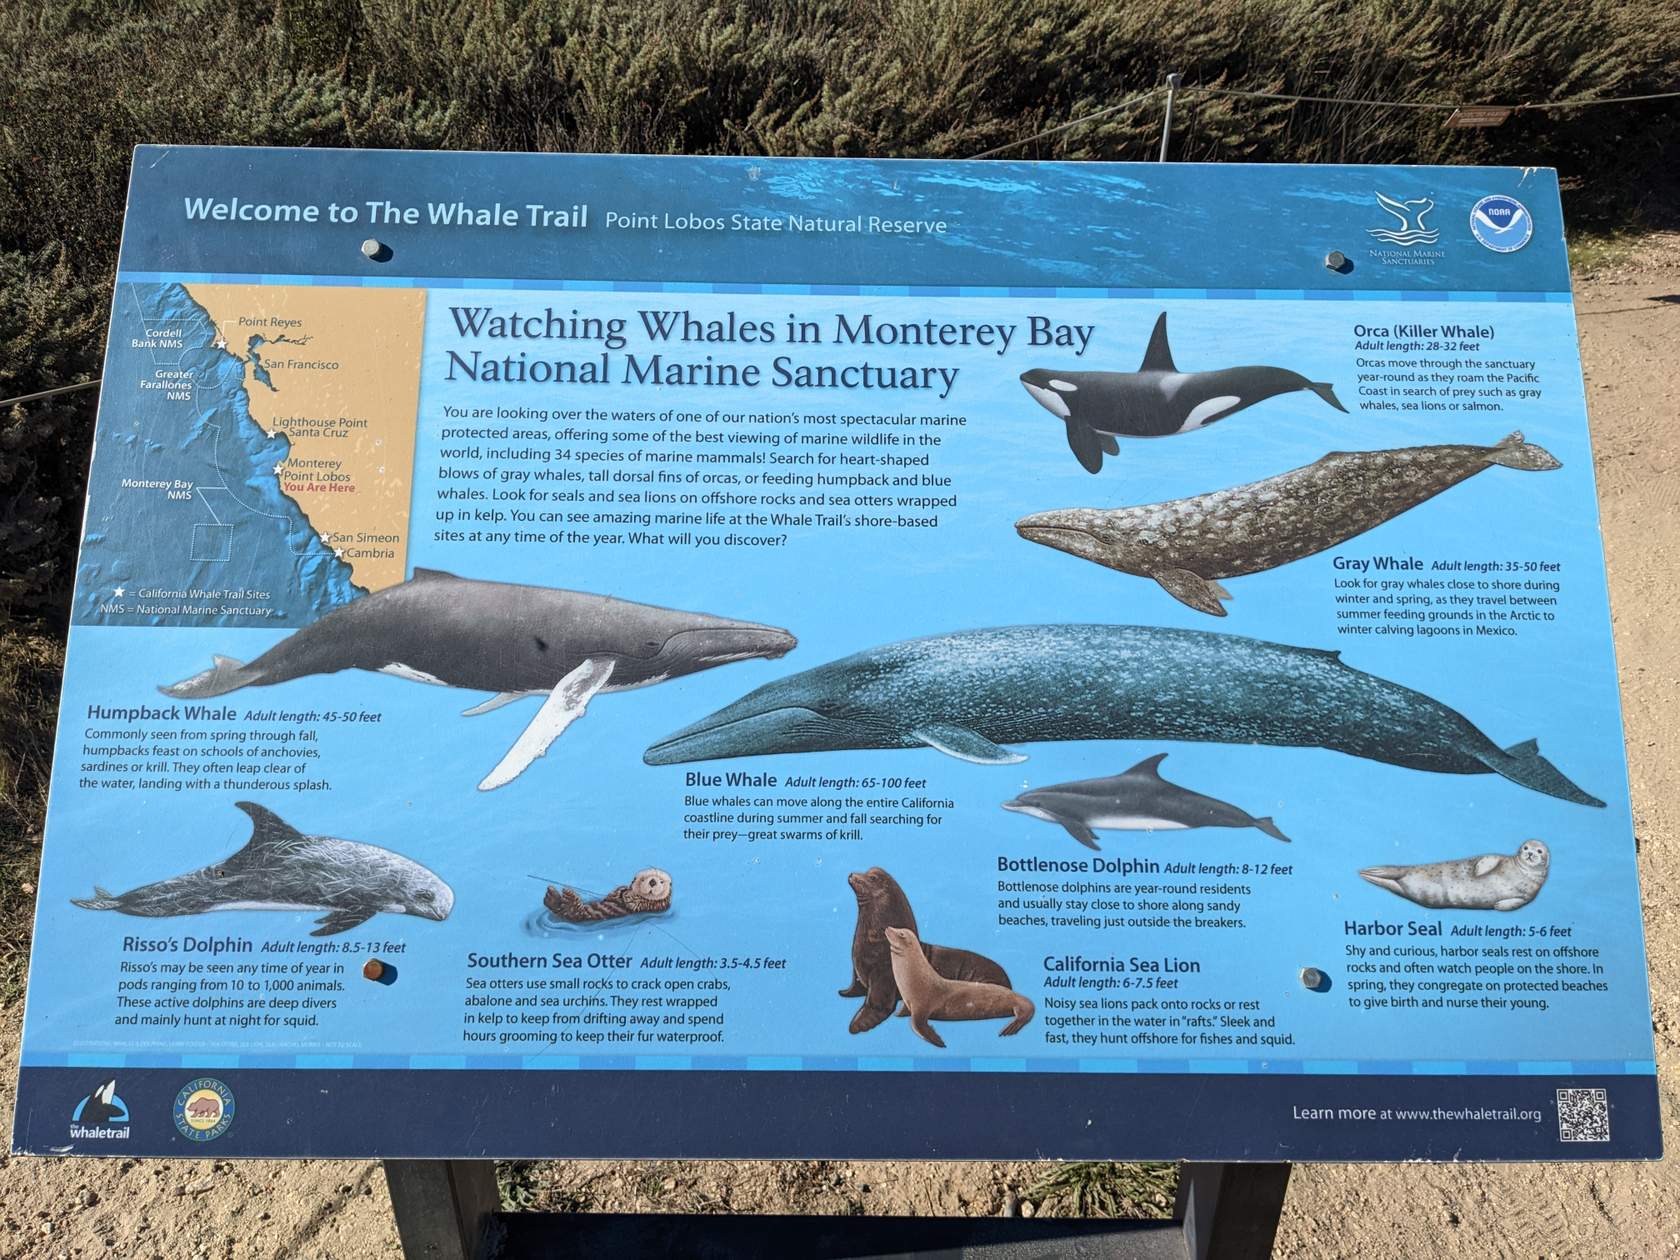 Welcome to The Whale Trail Point Lobos State Natural Reserve
NATIONAL MARINE
SANCTUARIES
NOAA
Cordell
Bank NMS
Point Reyes
San Francisco
Greater
Farallones
NMS
Lighthouse Point
Santa Cruz
Monterey
Point Lobos
You Are Here
Monterey Bay
NMS
San Simeon
Cambria
= California Whale Trail Sites
NMS = National Marine Sanctuary
Watching Whales in Monterey Bay
National Marine Sanctuary
You are looking over the waters of one of our nation's most spectacular marine
protected areas, offering some of the best viewing of marine wildlife in the
world, including 34 species of marine mammals! Search for heart-shaped
blows of gray whales, tall dorsal fins of orcas, or feeding humpback and blue
whales. Look for seals and sea lions on offshore rocks and sea otters wrapped
up in kelp. You can see amazing marine life at the Whale Trail's shore-based
sites at any time of the year. What will you discover?
Orca (Killer Whale)
Adult length: 28-32 feet
Orcas move through the sanctuary
year-round as they roam the Pacific
Coast in search of prey such as gray
whales, sea lions or salmon.
Gray Whale Adult length: 35-50 feet
Look for gray whales close to shore during
winter and spring, as they travel between
summer feeding grounds in the Arctic to
winter calving lagoons in Mexico.
Humpback Whale Adult length: 45-50 feet
Commonly seen from spring through fall,
humpbacks feast on schools of anchovies,
sardines or krill. They often leap clear of
the water, landing with a thunderous splash.
Blue Whale Adult length: 65-100 feet
Blue whales can move along the entire California
coastline during summer and fall searching for
their prey—great swarms of krill.
Bottlenose Dolphin Adult length: 8-12 feet
Bottlenose dolphins are year-round residents
and usually stay close to shore along sandy
beaches, traveling just outside the breakers.
Harbor Seal Adult length: 5-6 feet
Shy and curious, harbor seals rest on offshore
rocks and often watch people on the shore. In
spring, they congregate on protected beaches
to give birth and nurse their young.
Risso's Dolphin Adult length: 8.5-13 feet
Risso's may be seen any time of year in
pods ranging from 10 to 1,000 animals.
These active dolphins are deep divers
and mainly hunt at night for squid.
Southern Sea Otter Adult length: 3.5-4.5 feet
Sea otters use small rocks to crack open crabs,
abalone and sea urchins. They rest wrapped
in kelp to keep from drifting away and spend
hours grooming to keep their fur waterproof.
California Sea Lion
Adult length: 6-7.5 feet
Noisy sea lions pack onto rocks or rest
together in the water in "rafts." Sleek and
fast, they hunt offshore for fishes and squid.
the
whaletrail
CALIFORNIA
STATE PARKS
SINCE 1864
Learn more at www.thewhaletrail.org